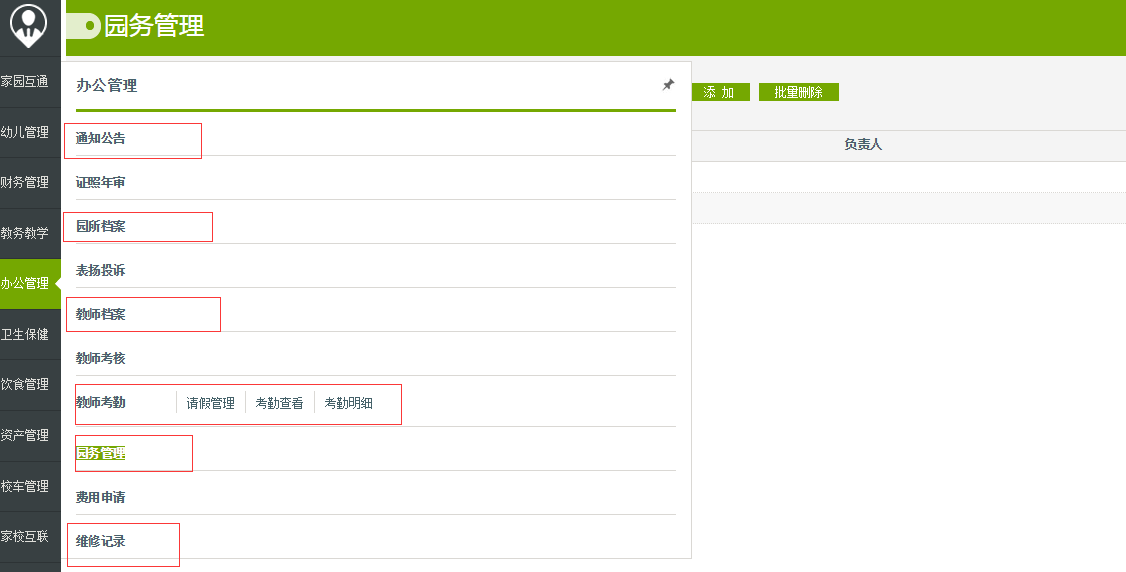 园务管理
家园互通
幼儿管理
财务管理
教务教学
办公管理
卫生保健
饮食管理
资产管理
校车管理
家校互联
办公管理
通知公告
证照年审
园所档案
表扬投诉
教师档案
教师考核
教师考勤 请假管理 考勤查看 考勤明细
园务管理
费用申请
维修记录
添 加 批量删除
负责人